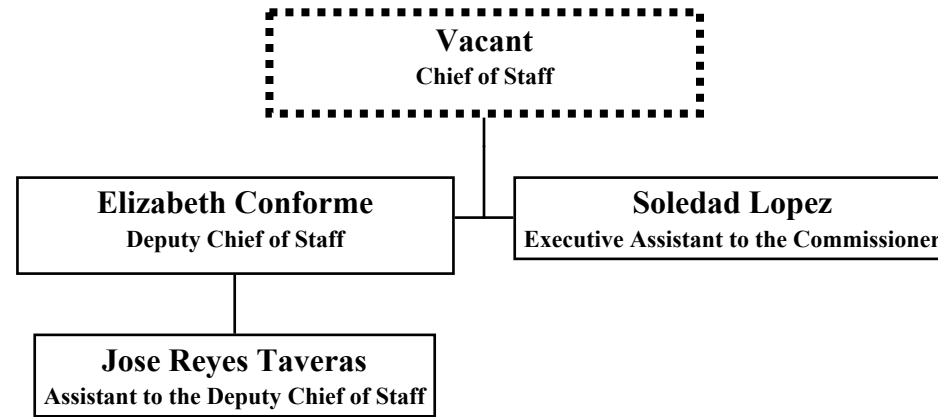 Vacant
Chief of Staff
Elizabeth Conforme
Deputy Chief of Staff
Soledad Lopez
Executive Assistant to the Commissioner
Jose Reyes Taveras
Assistant to the Deputy Chief of Staff